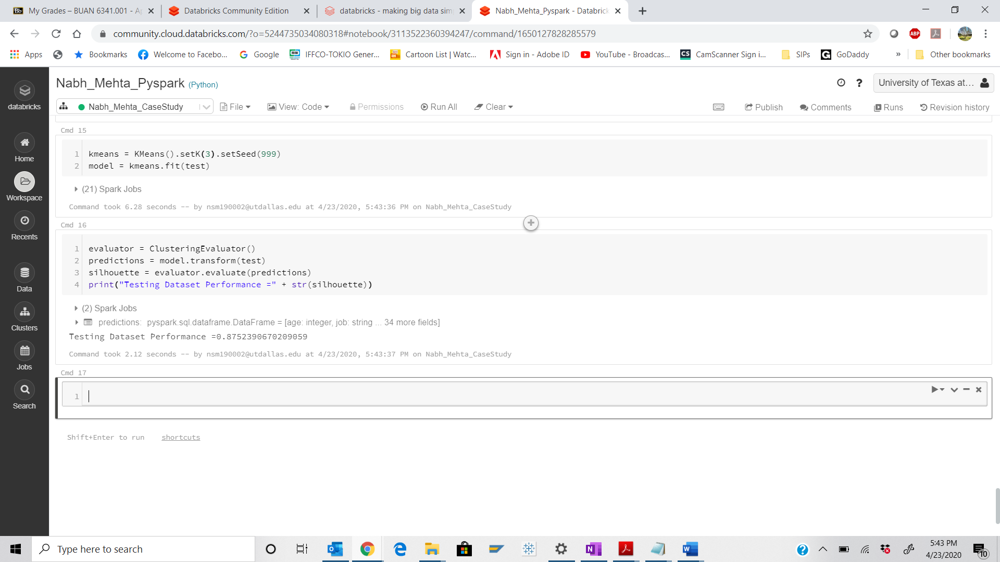 My Grades – BUAN 6341.001 - Ap
Databricks Community Edition
databricks - making big data sim
Nabh_Mehta_Pyspark - Databrick
community.cloud.databricks.com/?o=5244735034080318#notebook/3113522360394247/command/1650127828285579
ABP
Apps
Bookmarks
Welcome to Facebo...
Google
IFFCO-TOKIO Gener...
Cartoon List | Watc...
Sign in - Adobe ID
YouTube - Broadcas...
CS
CamScanner Sign i...
SIPs
GoDaddy
»
Other bookmarks
databricks
Home
Workspace
Recents
Data
Clusters
Jobs
Search
Nabh_Mehta_Pyspark (Python)
?
University of Texas at...
Nabh_Mehta_CaseStudy
File
View: Code
Permissions
Run All
Clear
Publish
Comments
Runs
Revision history
Cmd 15
1 kmeans = KMeans().setK(3).setSeed(999)
2 model = kmeans.fit(test)
(21) Spark Jobs
Command took 6.28 seconds -- by nsm190002@utdallas.edu at 4/23/2020, 5:43:36 PM on Nabh_Mehta_CaseStudy
Cmd 16
1 evaluator = ClusteringEvaluator()
2 predictions = model.transform(test)
3 silhouette = evaluator.evaluate(predictions)
4 print("Testing Dataset Performance =" + str(silhouette))
(2) Spark Jobs
predictions: pyspark.sql.dataframe.DataFrame = [age: integer, job: string ... 34 more fields]
Testing Dataset Performance =0.8752390670209059
Command took 2.12 seconds -- by nsm190002@utdallas.edu at 4/23/2020, 5:43:37 PM on Nabh_Mehta_CaseStudy
Cmd 17
1
Shift+Enter to run shortcuts
Type here to search
5:43 PM
4/23/2020
10